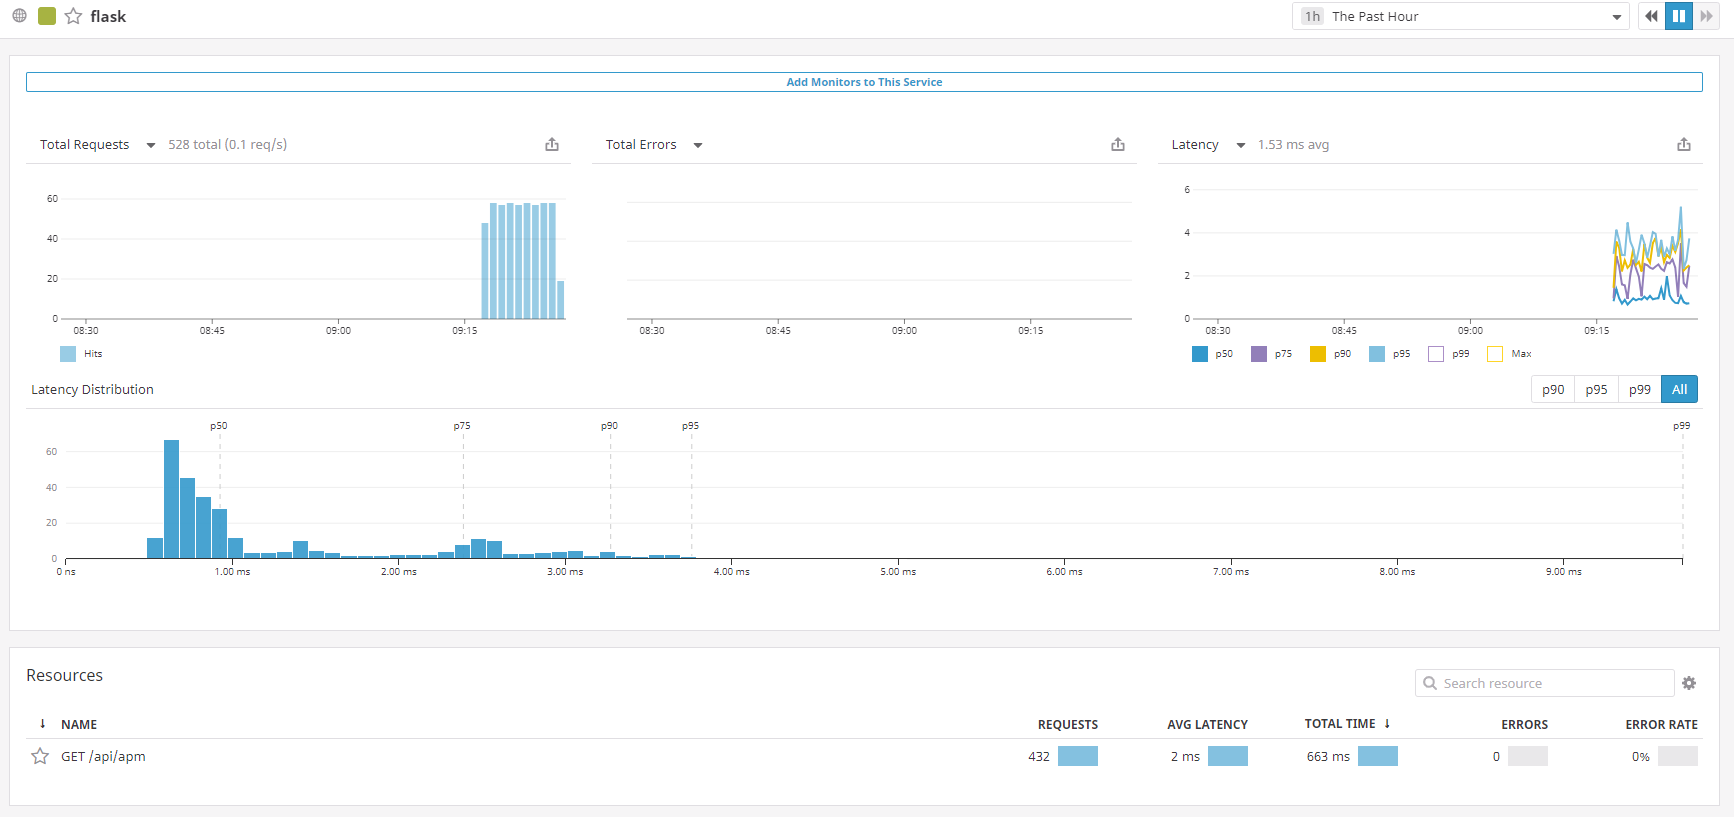 flask
1h The Past Hour
Add Monitors to This Service
Total Requests 528 total (0.1 req/s)
60
40
20
0
08:30 08:45 09:00 09:15
Hits
Total Errors
08:30 08:45 09:00 09:15
Latency 1.53 ms avg
6
4
2
0
08:30 08:45 09:00 09:15
p50 p75 p90 p95 p99 Max
Latency Distribution
p90 p95 p99 All
p50 p75 p90 p95 p99
60
40
20
0
0 ns 1.00 ms 2.00 ms 3.00 ms 4.00 ms 5.00 ms 6.00 ms 7.00 ms 8.00 ms 9.00 ms
Resources
Search resource
NAME REQUESTS AVG LATENCY TOTAL TIME ERRORS ERROR RATE
GET /api/apm 432 2 ms 663 ms 0 0%